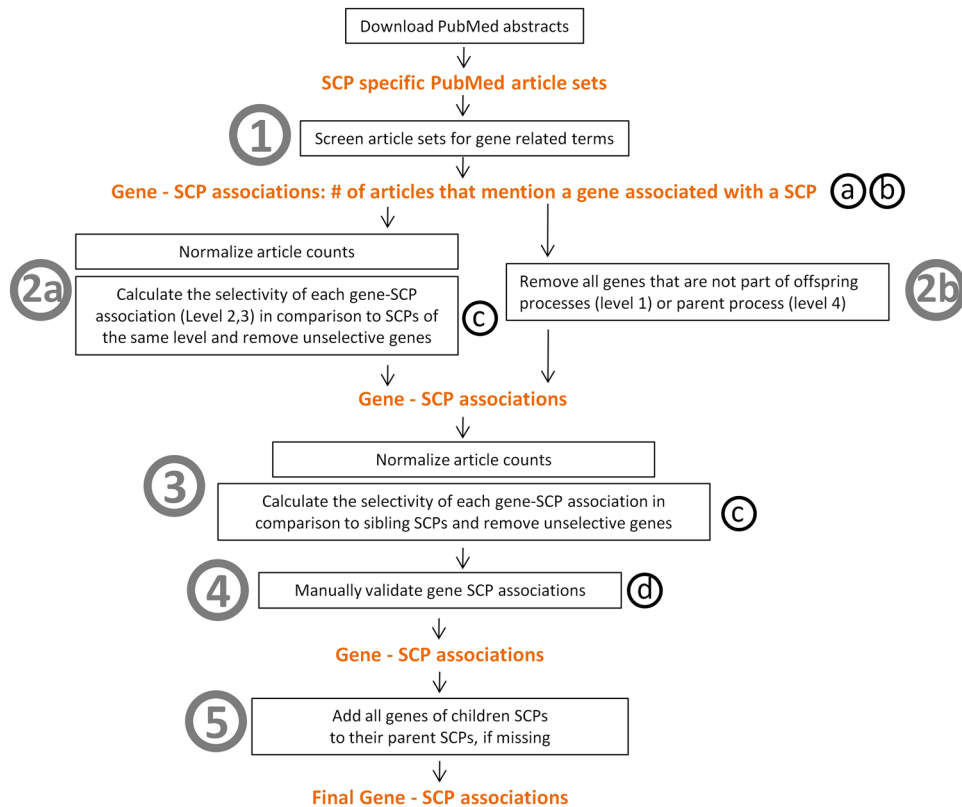 Download PubMed abstracts
SCP specific PubMed article sets
1
Screen article sets for gene related terms
Gene - SCP associations: # of articles that mention a gene associated with a SCP
a b
2a
Normalize article counts
Calculate the selectivity of each gene-SCP
association (Level 2,3) in comparison to SCPs of
the same level and remove unselective genes
c
Remove all genes that are not part of offspring
processes (level 1) or parent process (level 4)
2b
Gene - SCP associations
3
Normalize article counts
Calculate the selectivity of each gene-SCP association in
comparison to sibling SCPs and remove unselective genes
c
4
Manually validate gene SCP associations
d
Gene - SCP associations
5
Add all genes of children SCPs
to their parent SCPs, if missing
Final Gene - SCP associations